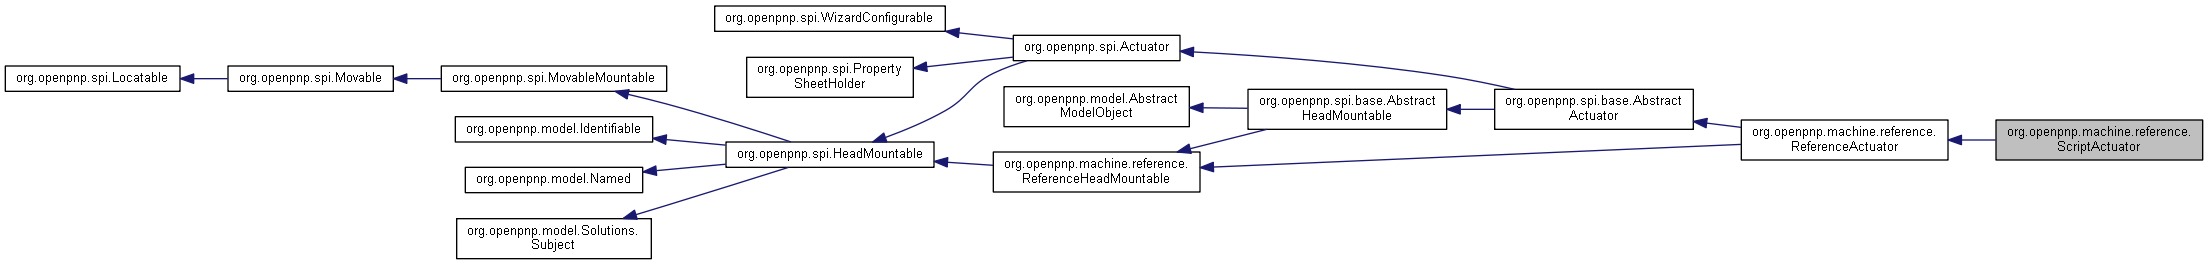 org.openpnp.spi.WizardConfigurable
org.openpnp.spi.Actuator
org.openpnp.spi.Property
SheetHolder
org.openpnp.spi.Locatable
org.openpnp.spi.Movable
org.openpnp.spi.MovableMountable
org.openpnp.model.Abstract
ModelObject
org.openpnp.spi.base.Abstract
HeadMountable
org.openpnp.spi.base.Abstract
Actuator
org.openpnp.model.Identifiable
org.openpnp.machine.reference.
ReferenceActuator
org.openpnp.machine.reference.
ScriptActuator
org.openpnp.spi.HeadMountable
org.openpnp.machine.reference.
ReferenceHeadMountable
org.openpnp.model.Named
org.openpnp.model.Solutions.
Subject